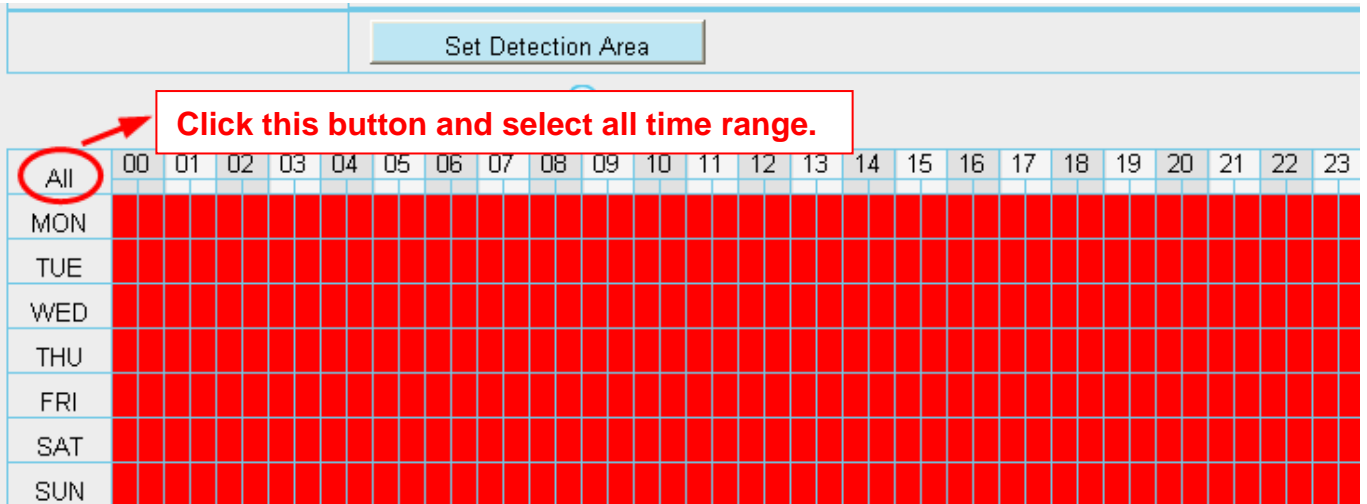 Set Detection Area
Click this button and select all time range.
All 00 01 02 03 04 05 06 07 08 09 10 11 12 13 14 15 16 17 18 19 20 21 22 23
MON
TUE
WED
THU
FRI
SAT
SUN